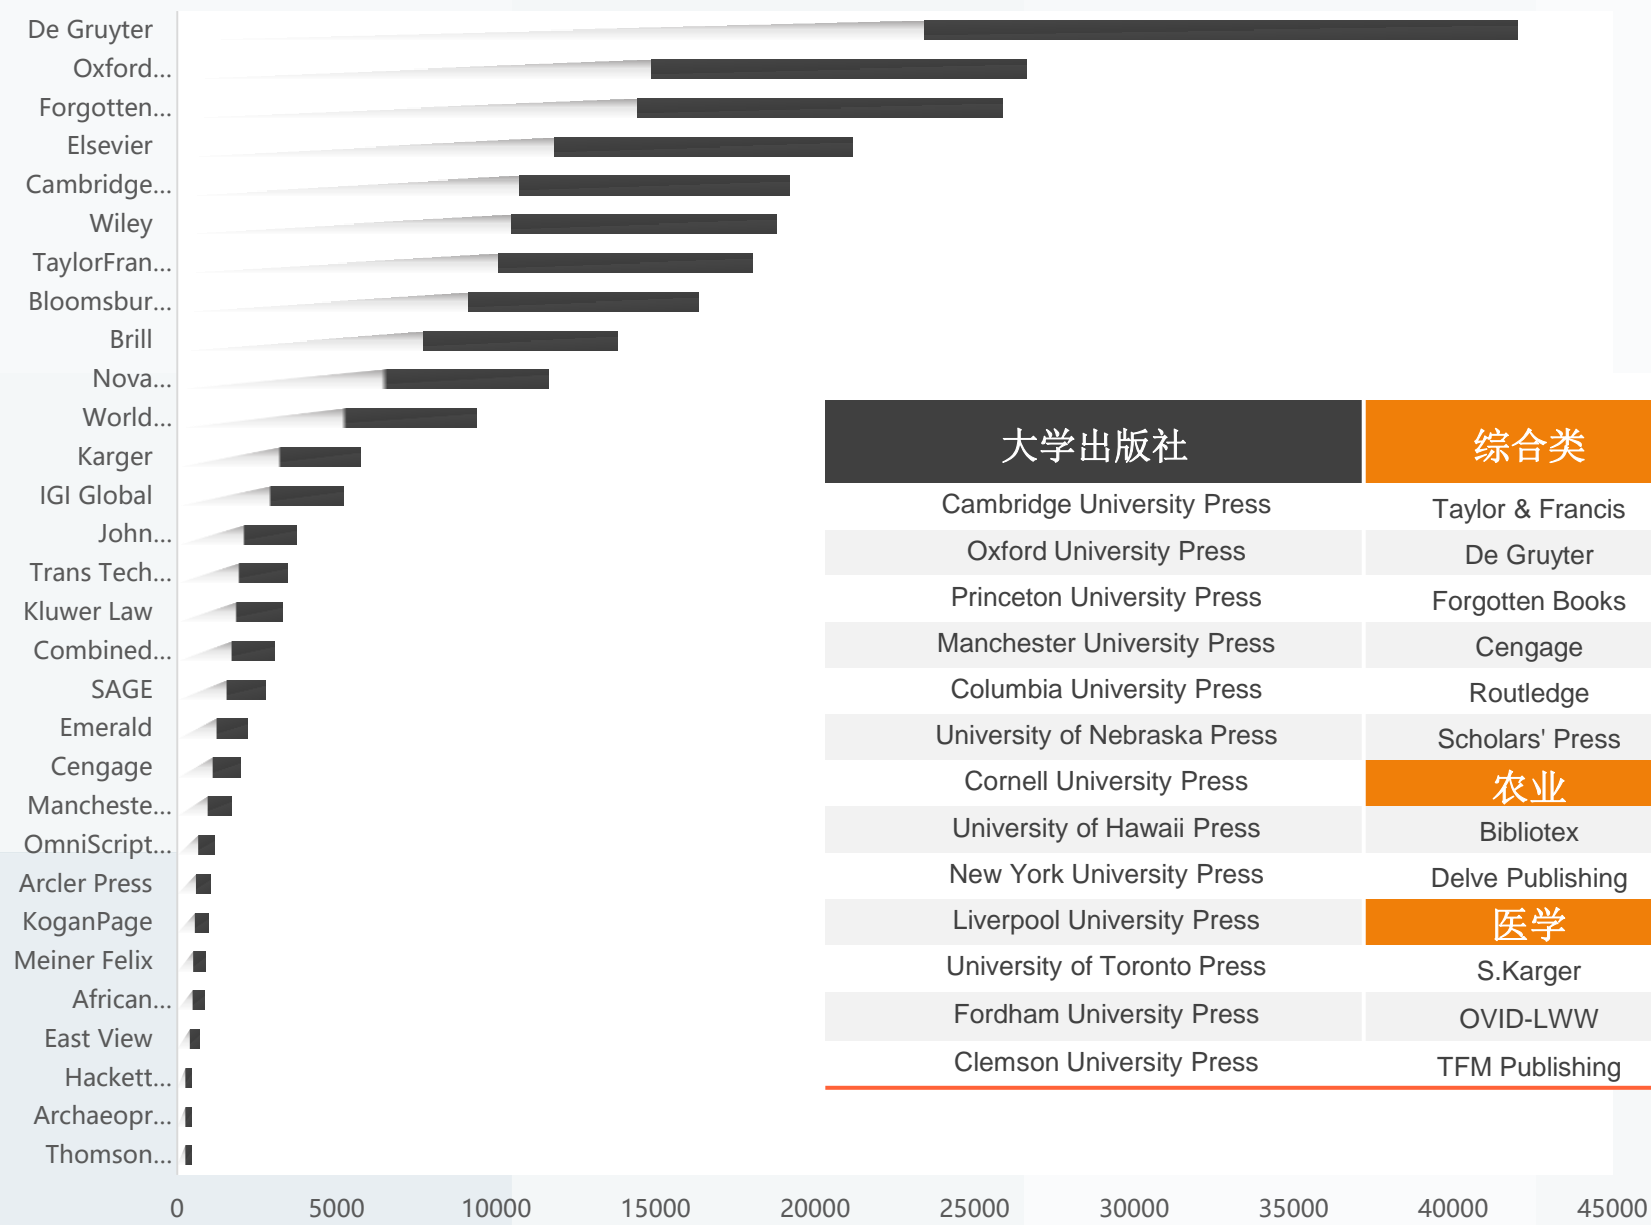 De Gruyter
Oxford...
Forgotten...
Elsevier
Cambridge...
Wiley
TaylorFran...
Bloomsbur...
Brill
Nova...
World...
Karger
IGI Global
John...
Trans Tech...
Kluwer Law
Combined...
SAGE
Emerald
Cengage
Mancheste...
OmniScript...
Arcler Press
KoganPage
Meiner Felix
African...
East View
Hackett...
Archaeopr...
Thomson...
0 5000 10000 15000 20000 25000 30000 35000 40000 45000
大学出版社 综合类
Cambridge University Press Taylor & Francis
Oxford University Press De Gruyter
Princeton University Press Forgotten Books
Manchester University Press Cengage
Columbia University Press Routledge
University of Nebraska Press Scholars' Press
Cornell University Press 农业
University of Hawaii Press Bibliotex
New York University Press Delve Publishing
Liverpool University Press 医学
University of Toronto Press S.Karger
Fordham University Press OVID-LWW
Clemson University Press TFM Publishing